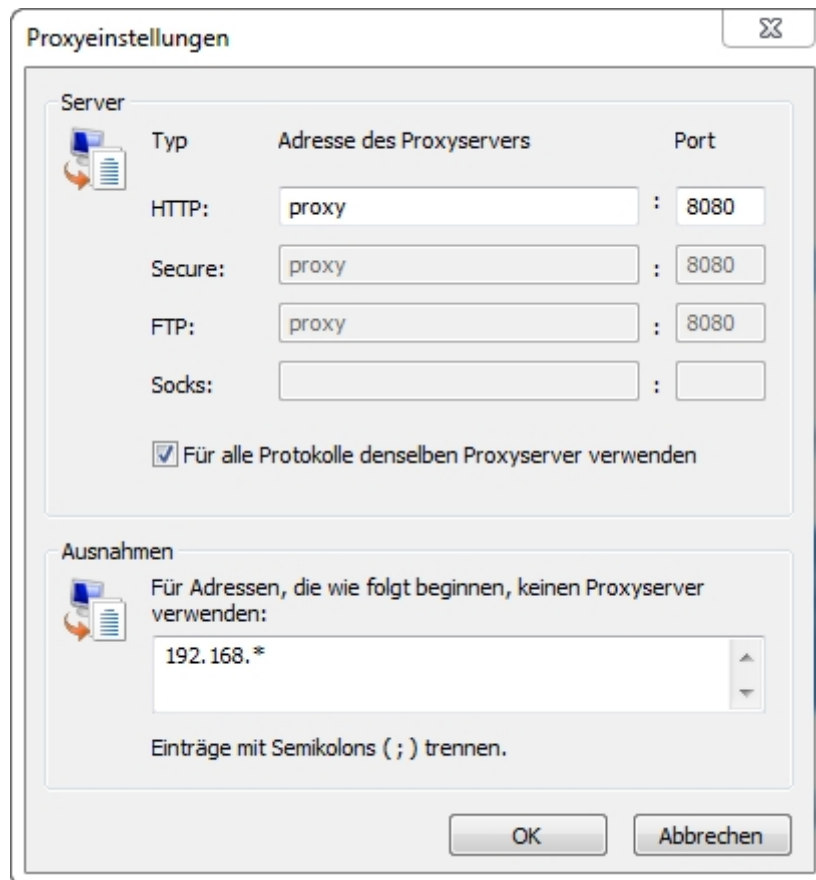 Proxyeinstellungen
Server
Typ Adresse des Proxyservers Port
HTTP: proxy : 8080
Secure: proxy : 8080
FTP: proxy : 8080
Socks: :
Für alle Protokolle denselben Proxyserver verwenden
Ausnahmen
Für Adressen, die wie folgt beginnen, keinen Proxyserver
verwenden:
192.168.*
Einträge mit Semikolons ( ; ) trennen.
OK Abbrechen